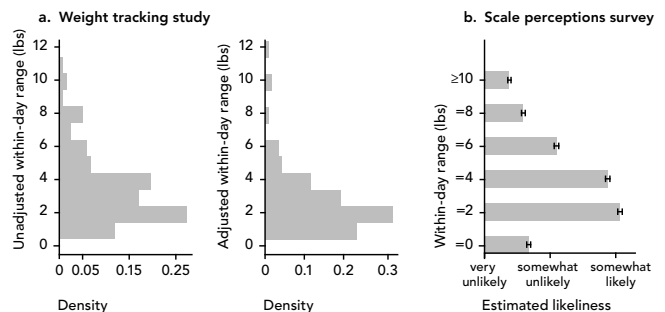 a. Weight tracking study
Unadjusted within-day range (lbs)
12
10
8
6
4
2
0
0 0.05 0.15 0.25
Density
Adjusted within-day range (lbs)
12
10
8
6
4
2
0
0 0.1 0.2 0.3
Density
b. Scale perceptions survey
Within-day range (lbs)
≥10
=8
=6
=4
=2
=0
very somewhat somewhat
unlikely unlikely likely
Estimated likeliness